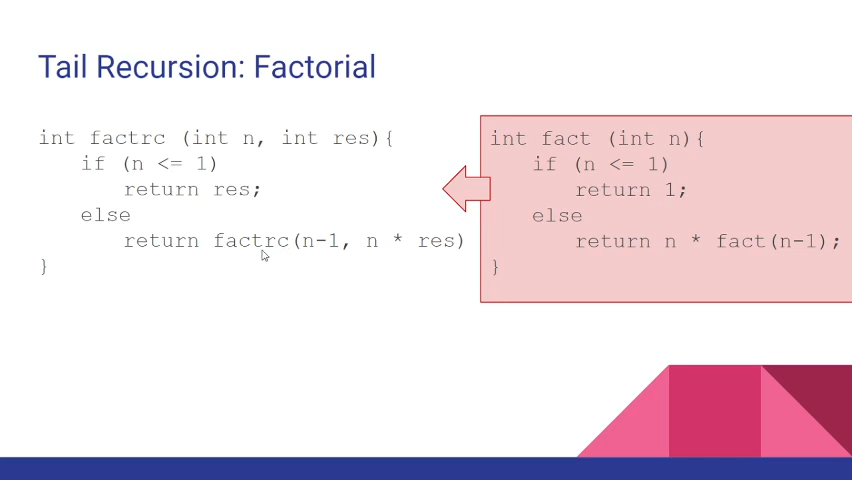 Tail Recursion: Factorial
int factrc (int n, int res){
if (n <= 1)
return res;
else
return factrc(n-1, n * res)
}
int fact (int n){
if (n <= 1)
return 1;
else
return n * fact(n-1);
}